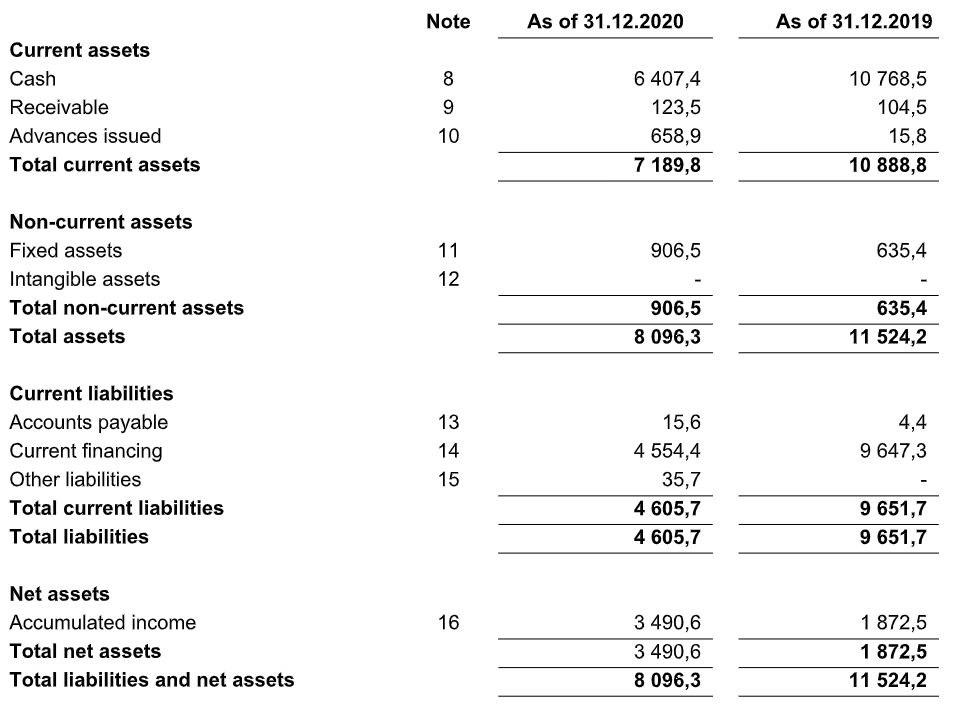 Note As of 31.12.2020 As of 31.12.2019
Current assets
Cash 8 6 407,4 10 768,5
Receivable 9 123,5 104,5
Advances issued 10 658,9 15,8
Total current assets 7 189,8 10 888,8
Non-current assets
Fixed assets 11 906,5 635,4
Intangible assets 12 - -
Total non-current assets 906,5 635,4
Total assets 8 096,3 11 524,2
Current liabilities
Accounts payable 13 15,6 4,4
Current financing 14 4 554,4 9 647,3
Other liabilities 15 35,7 -
Total current liabilities 4 605,7 9 651,7
Total liabilities 4 605,7 9 651,7
Net assets
Accumulated income 16 3 490,6 1 872,5
Total net assets 3 490,6 1 872,5
Total liabilities and net assets 8 096,3 11 524,2